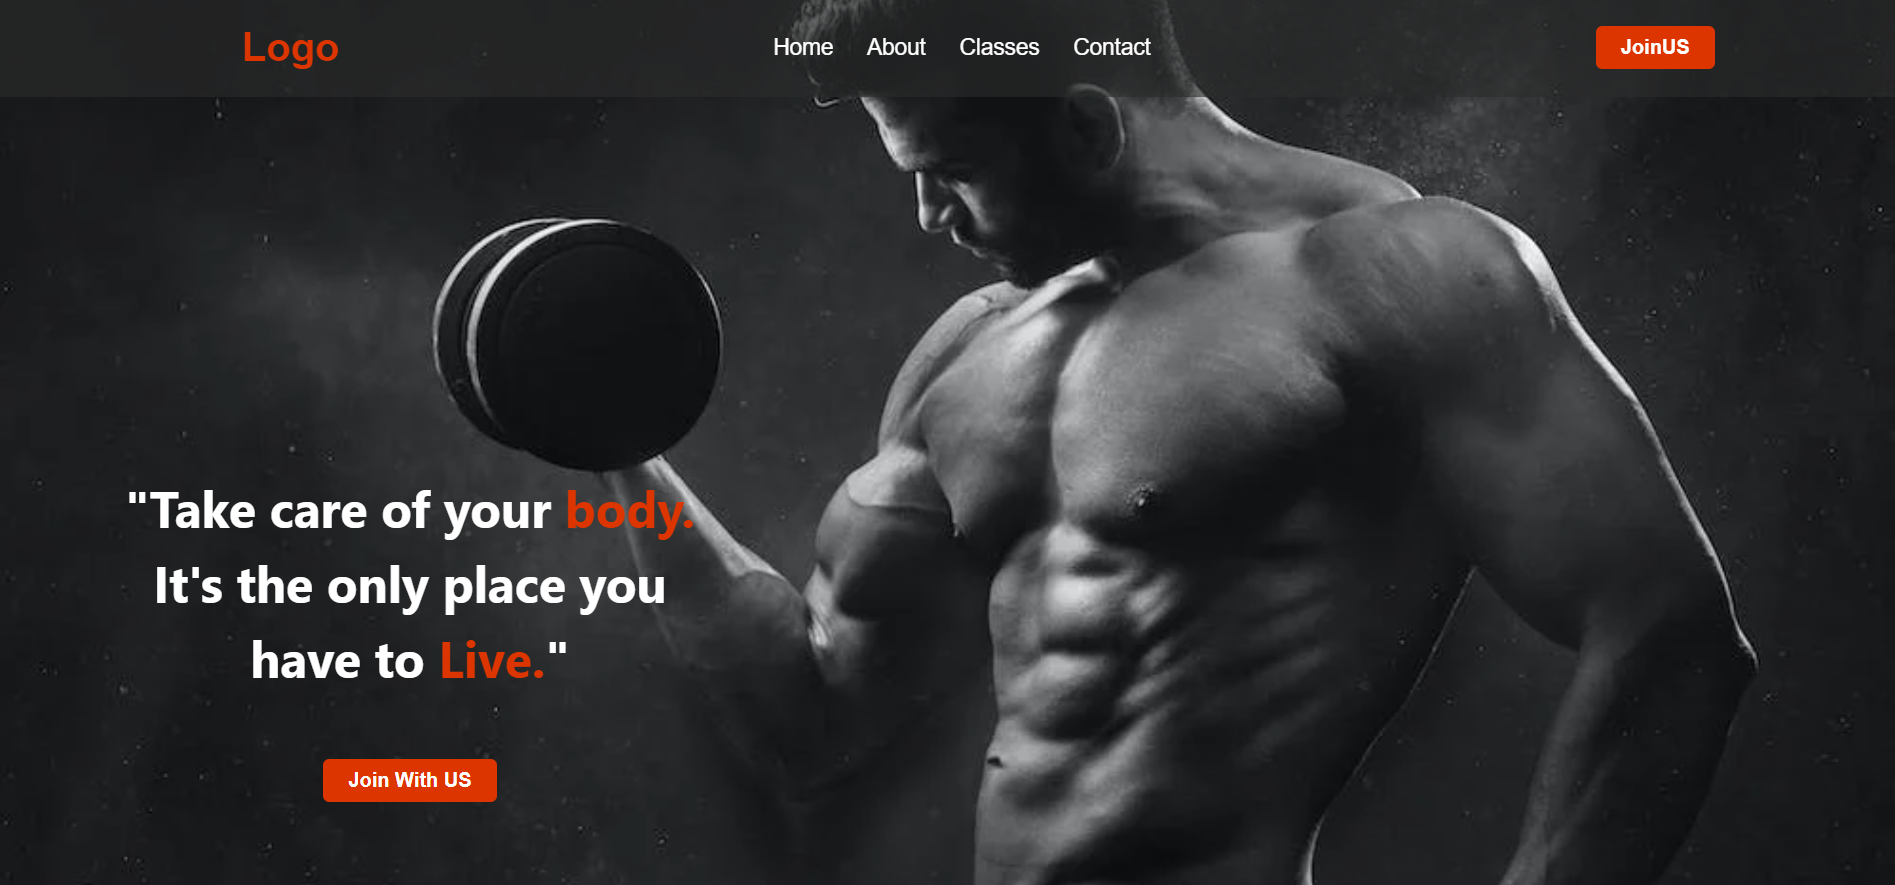 Logo
Home About Classes Contact
JoinUS
"Take care of your body.
It's the only place you
have to Live."
Join With US